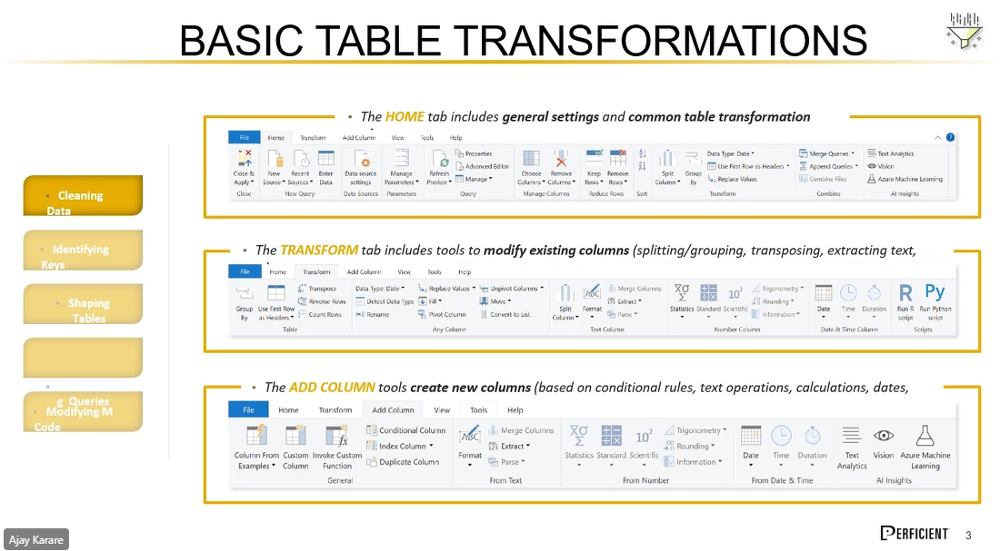 BASIC TABLE TRANSFORMATIONS
• Cleaning
Data
• Identifying
Keys
• Shaping
Tables
•
g Queries
• Modifying M
Code
• The HOME tab includes general settings and common table transformation
File Home Transform Add Column View Tools Help
Close & Apply
Close
New Source
Recent Sources
Enter Data
New Query
Data source settings
Data Sources
Manage Parameters
Parameters
Refresh Preview
Properties
Advanced Editor
Manage
Query
Choose Columns
Remove Columns
Manage Columns
Keep Rows
Remove Rows
Reduce Rows
Sort
Split Column
Group By
Data Type: Date
Use First Row as Headers
Replace Values
Transform
Merge Queries
Append Queries
Combine Files
Combine
Text Analytics
Vision
Azure Machine Learning
AI Insights
• The TRANSFORM tab includes tools to modify existing columns (splitting/grouping, transposing, extracting text,
File Home Transform Add Column View Tools Help
Group By
Use First Row as Headers
Transpose
Reverse Rows
Count Rows
Table
Data Type: Date
Detect Data Type
Rename
Replace Values
Fill
Pivot Column
Unpivot Columns
Move
Convert to List
Any Column
Split Column
Format
ABC
Merge Columns
Extract
Parse
Text Column
Statistics
Standard
10²
Scientific
Trigonometry
Rounding
Information
Number Column
Date
Time
Duration
Date & Time Column
R
Run R script
Py
Run Python script
Scripts
• The ADD COLUMN tools create new columns (based on conditional rules, text operations, calculations, dates,
File Home Transform Add Column View Tools Help
Column From Examples
Custom Column
Invoke Custom Function
Conditional Column
Index Column
Duplicate Column
General
ABC
Format
Merge Columns
Extract
Parse
From Text
Statistics
Standard
10²
Scientific
Trigonometry
Rounding
Information
From Number
Date
Time
Duration
From Date & Time
Text Analytics
Vision
Azure Machine Learning
AI Insights
Ajay Karare
PERFICIENT
3